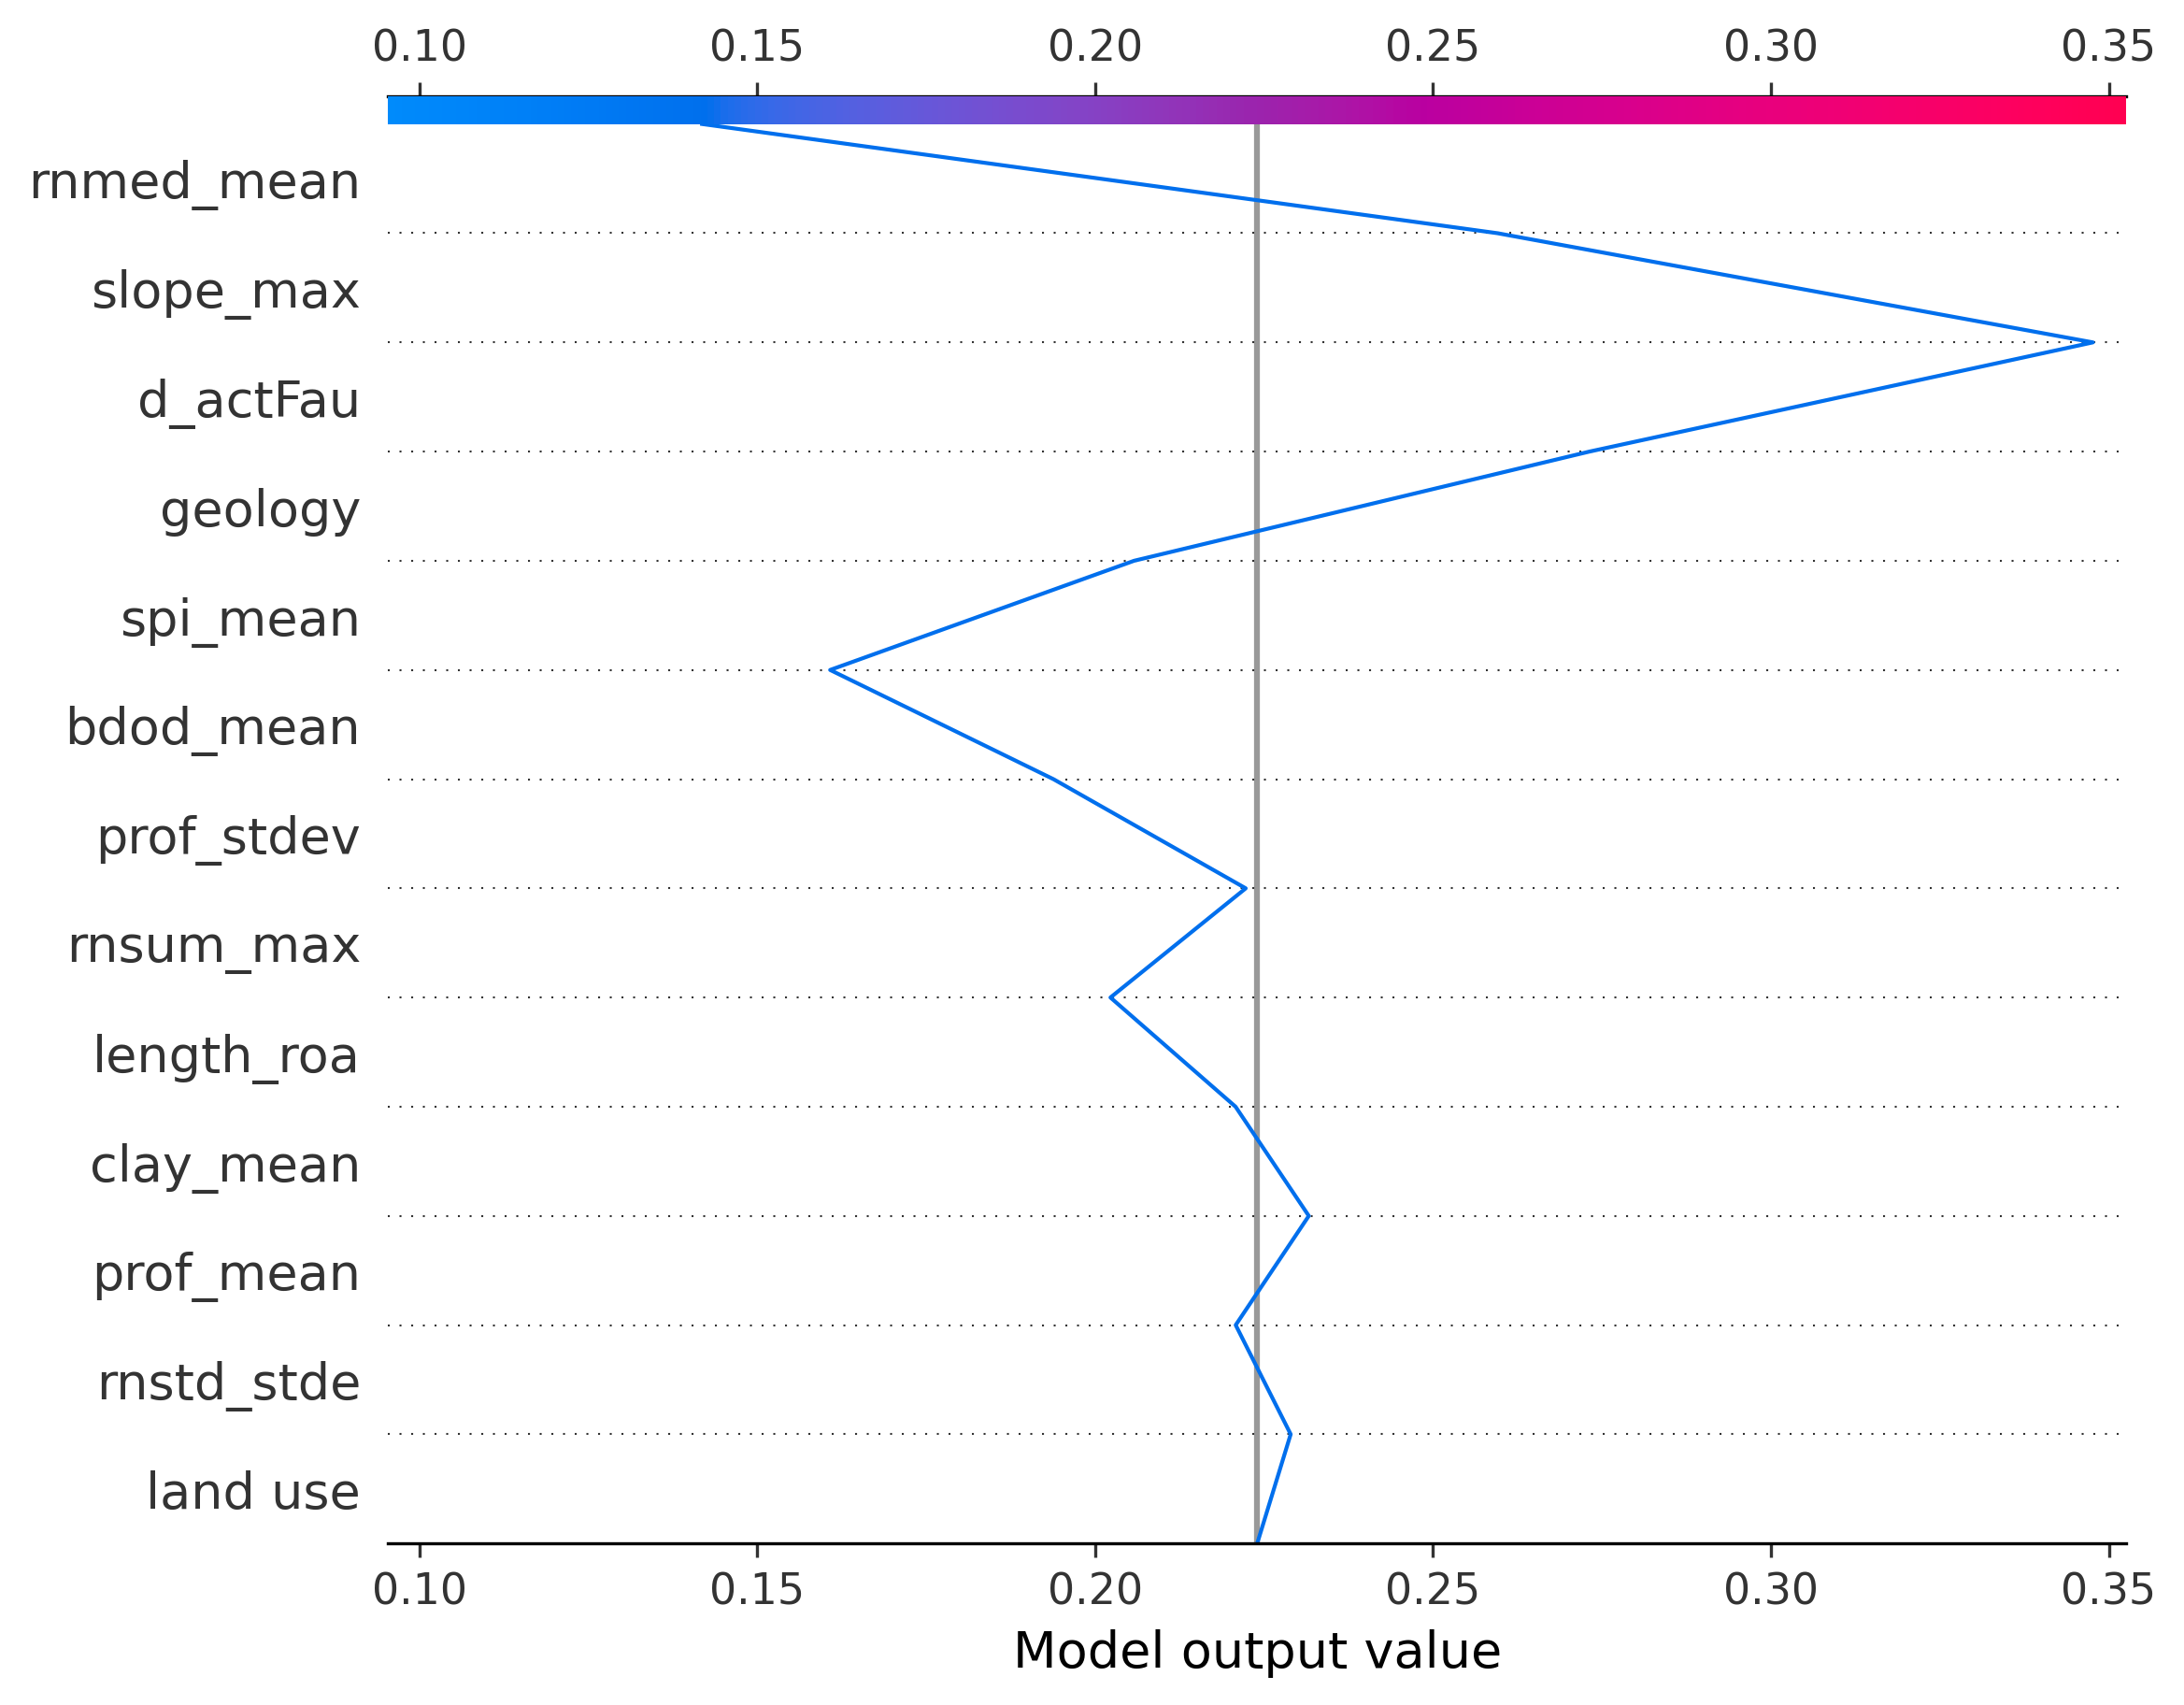 0.10 0.15 0.20 0.25 0.30 0.35
rnmed_mean
slope_max
d_actFau
geology
spi_mean
bdod_mean
prof_stdev
rnsum_max
length_roa
clay_mean
prof_mean
rnstd_stde
land use
0.10 0.15 0.20 0.25 0.30 0.35
Model output value